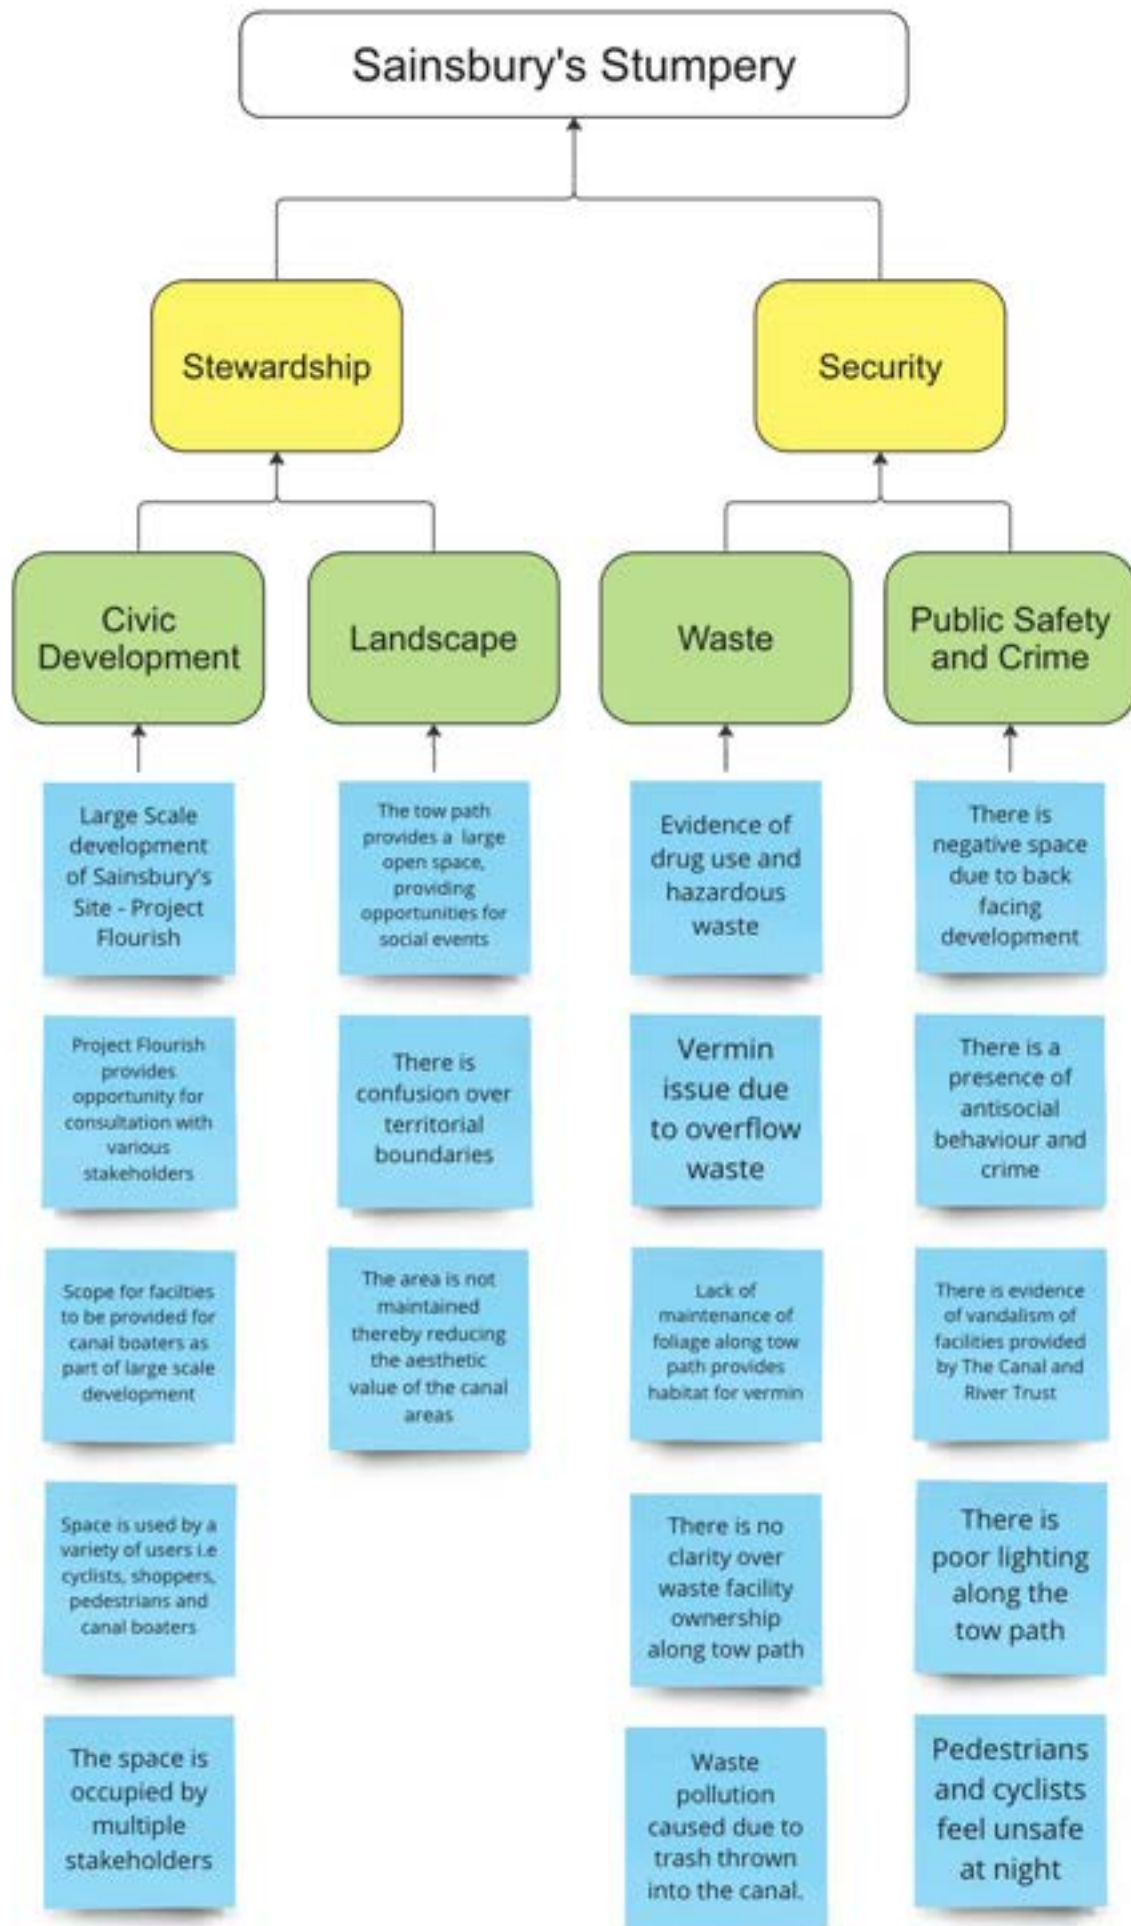 Sainsbury's Stumpery
Stewardship
Security
Civic
Development
Landscape
Waste
Public Safety
and Crime
Large Scale
development
of Sainsbury's
Site - Project
Flourish
Project Flourish
provides
opportunity for
consultation with
various
stakeholders
Scope for facilties
to be provided for
canal boaters as
part of large scale
development
Space is used by a
variety of users i.e
cyclists, shoppers,
pedestrians and
canal boaters
The space is
occupied by
multiple
stakeholders
The tow path
provides a large
open space,
providing
opportunities for
social events
There is
confusion over
territorial
boundaries
The area is not
maintained
thereby reducing
the aesthetic
value of the canal
areas
Evidence of
drug use and
hazardous
waste
Vermin
issue due
to overflow
waste
Lack of
maintenance of
foliage along tow
path provides
habitat for vermin
There is no
clarity over
waste facility
ownership
along tow path
Waste
pollution
caused due to
trash thrown
into the canal.
There is
negative space
due to back
facing
development
There is a
presence of
antisocial
behaviour and
crime
There is evidence
of vandalism of
facilities provided
by The Canal and
River Trust
There is
poor lighting
along the
tow path
Pedestrians
and cyclists
feel unsafe
at night